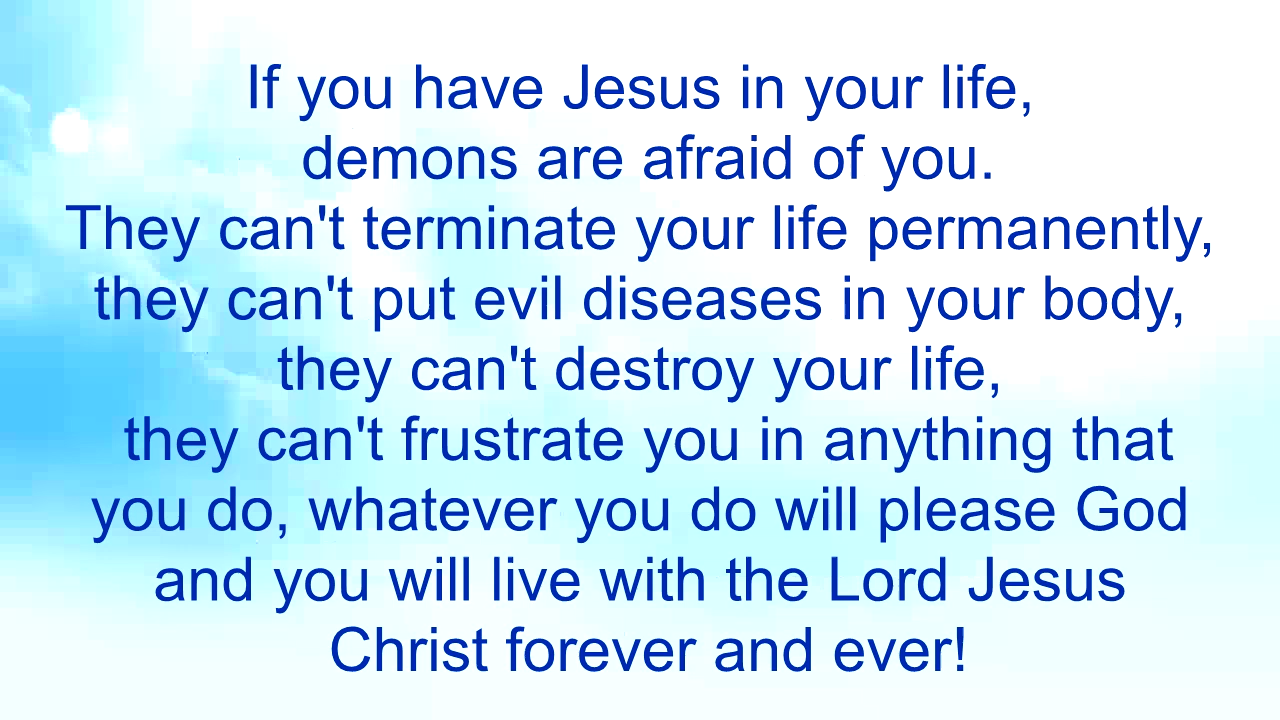 If you have Jesus in your life,
demons are afraid of you.
They can't terminate your life permanently,
they can't put evil diseases in your body,
they can't destroy your life,
they can't frustrate you in anything that
you do, whatever you do will please God
and you will live with the Lord Jesus
Christ forever and ever!